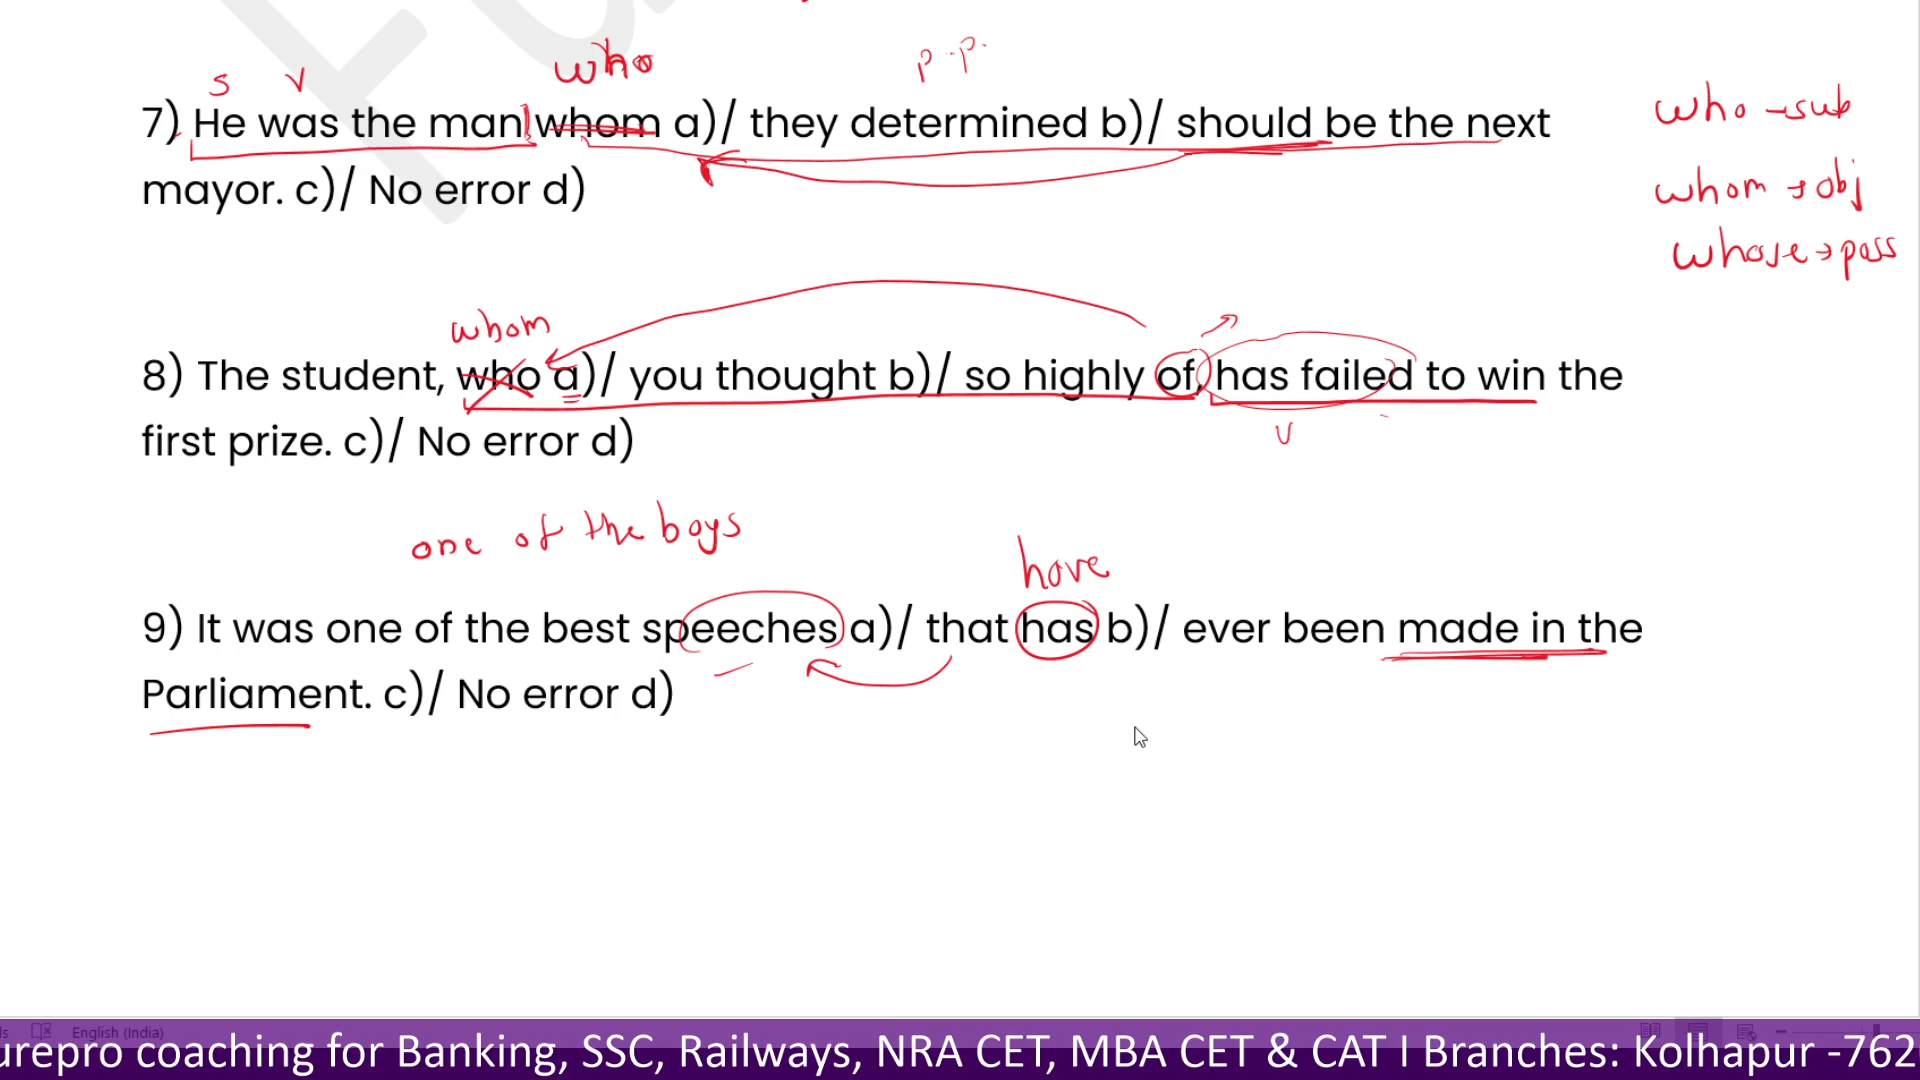 who p.p.
s v
7) He was the man whom a)/ they determined b)/ should be the next
mayor. c)/ No error d)
who → sub
whom → obj
whose → poss
whom
8) The student, who a)/ you thought b)/ so highly of, has failed to win the
v
first prize. c)/ No error d)
one of the boys
have
9) It was one of the best speeches a)/ that has b)/ ever been made in the
Parliament. c)/ No error d)
English (India)
urepro coaching for Banking, SSC, Railways, NRA CET, MBA CET & CAT I Branches: Kolhapur -762